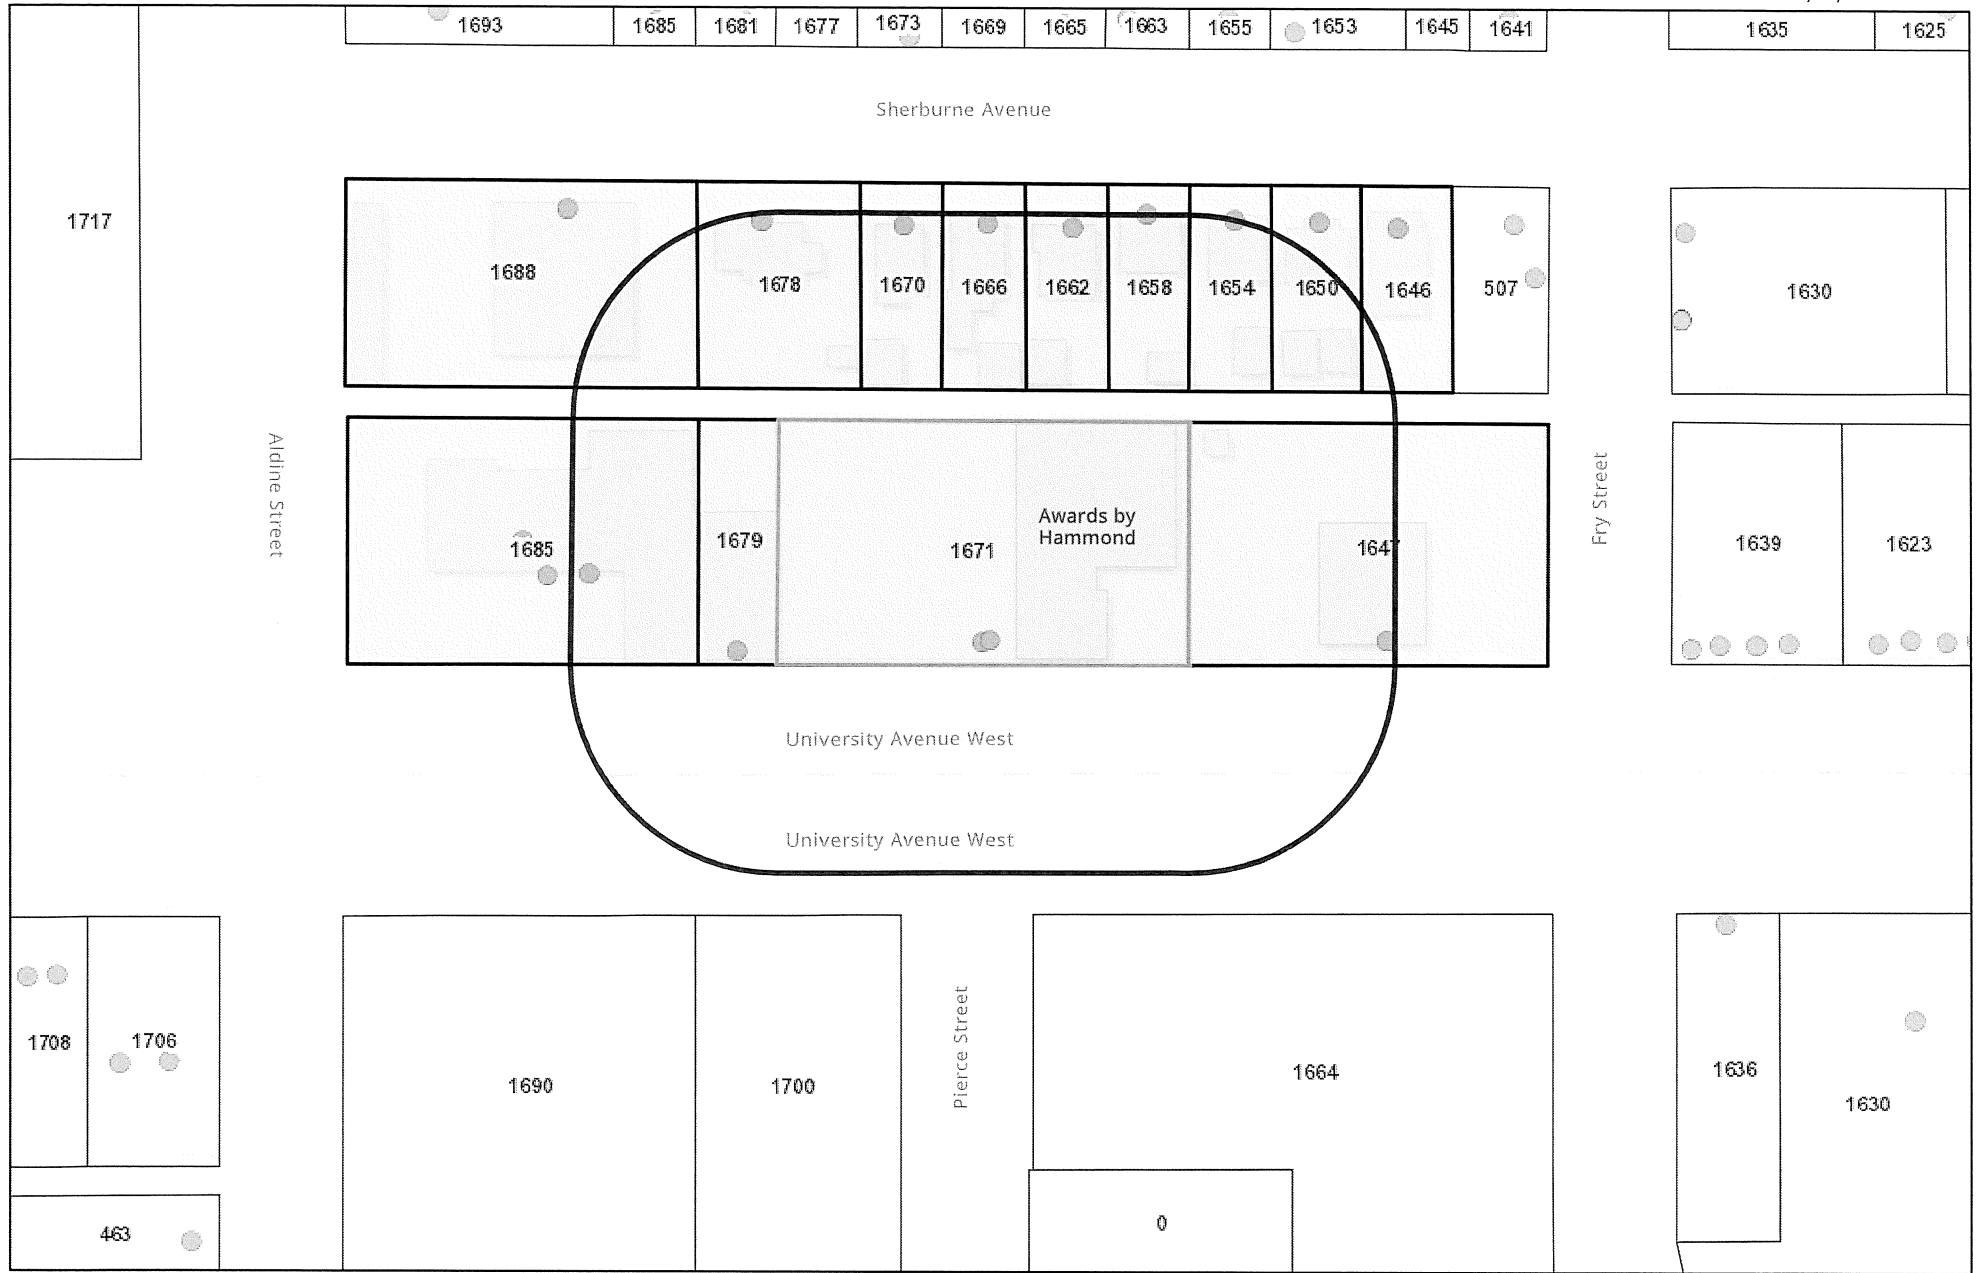 1693 1685 1681 1677 1673 1669 1665 1663 1655 1653 1645 1641 1635 1625
Sherburne Avenue
1717
1688 1678 1670 1666 1662 1658 1654 1650 1646 507 1630
Aldine Street
Fry Street
Awards by
Hammond
1685 1679 1671 1647 1639 1623
University Avenue West
University Avenue West
Pierce Street
1708 1706 1690 1700 1664 1636 1630
463 0